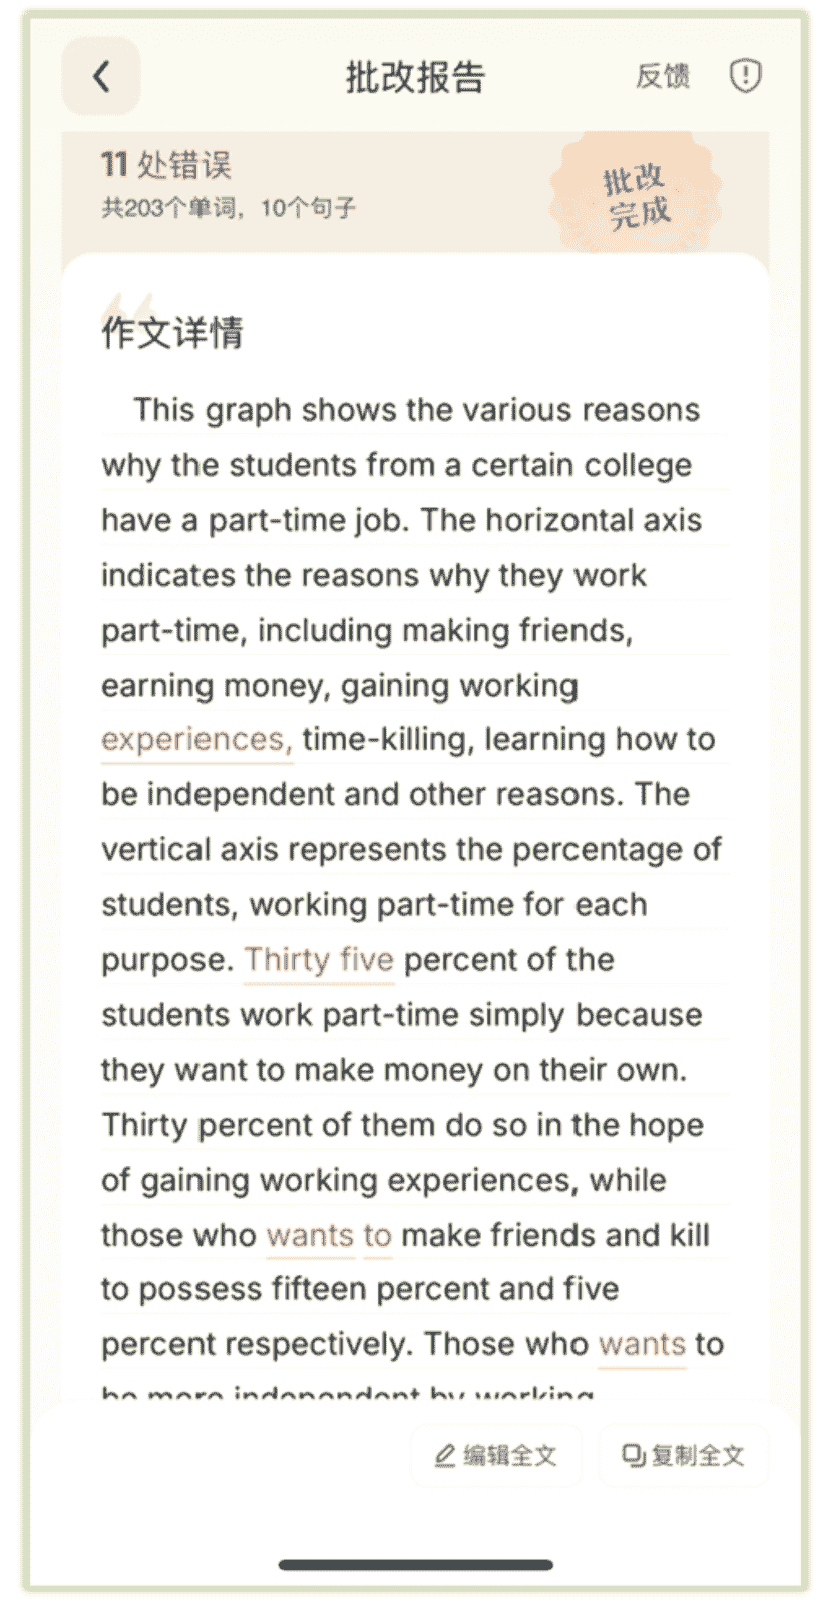 批改报告
反馈
11 处错误
共203个单词，10个句子
批改
完成
作文详情
This graph shows the various reasons
why the students from a certain college
have a part-time job. The horizontal axis
indicates the reasons why they work
part-time, including making friends,
earning money, gaining working
experiences, time-killing, learning how to
be independent and other reasons. The
vertical axis represents the percentage of
students, working part-time for each
purpose. Thirty five percent of the
students work part-time simply because
they want to make money on their own.
Thirty percent of them do so in the hope
of gaining working experiences, while
those who wants to make friends and kill
to possess fifteen percent and five
percent respectively. Those who wants to
be more independent by working
编辑全文
复制全文